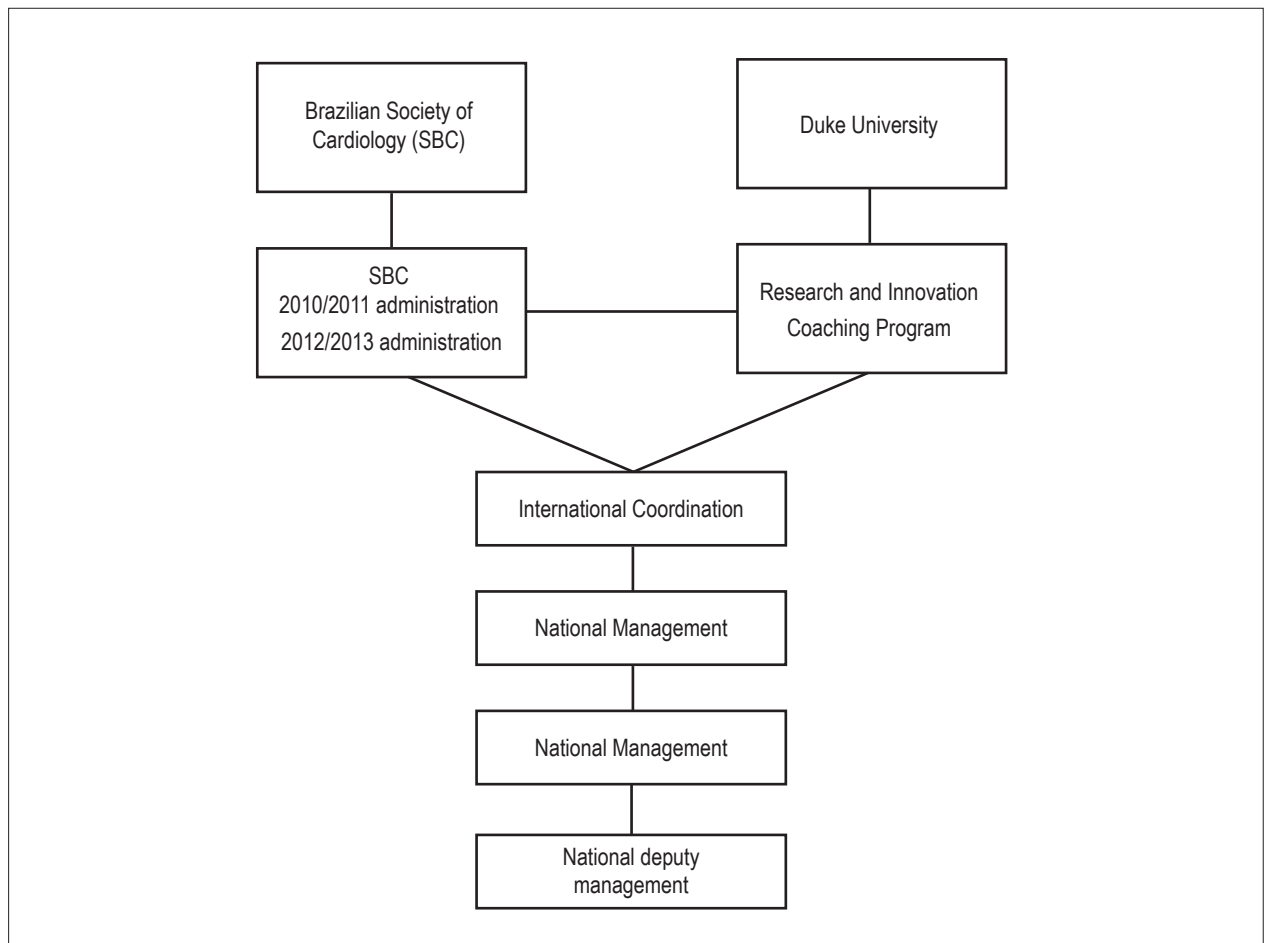 Brazilian Society of
Cardiology (SBC)
Duke University
SBC
2010/2011 administration
2012/2013 administration
Research and Innovation
Coaching Program
International Coordination
National Management
National Management
National deputy
management